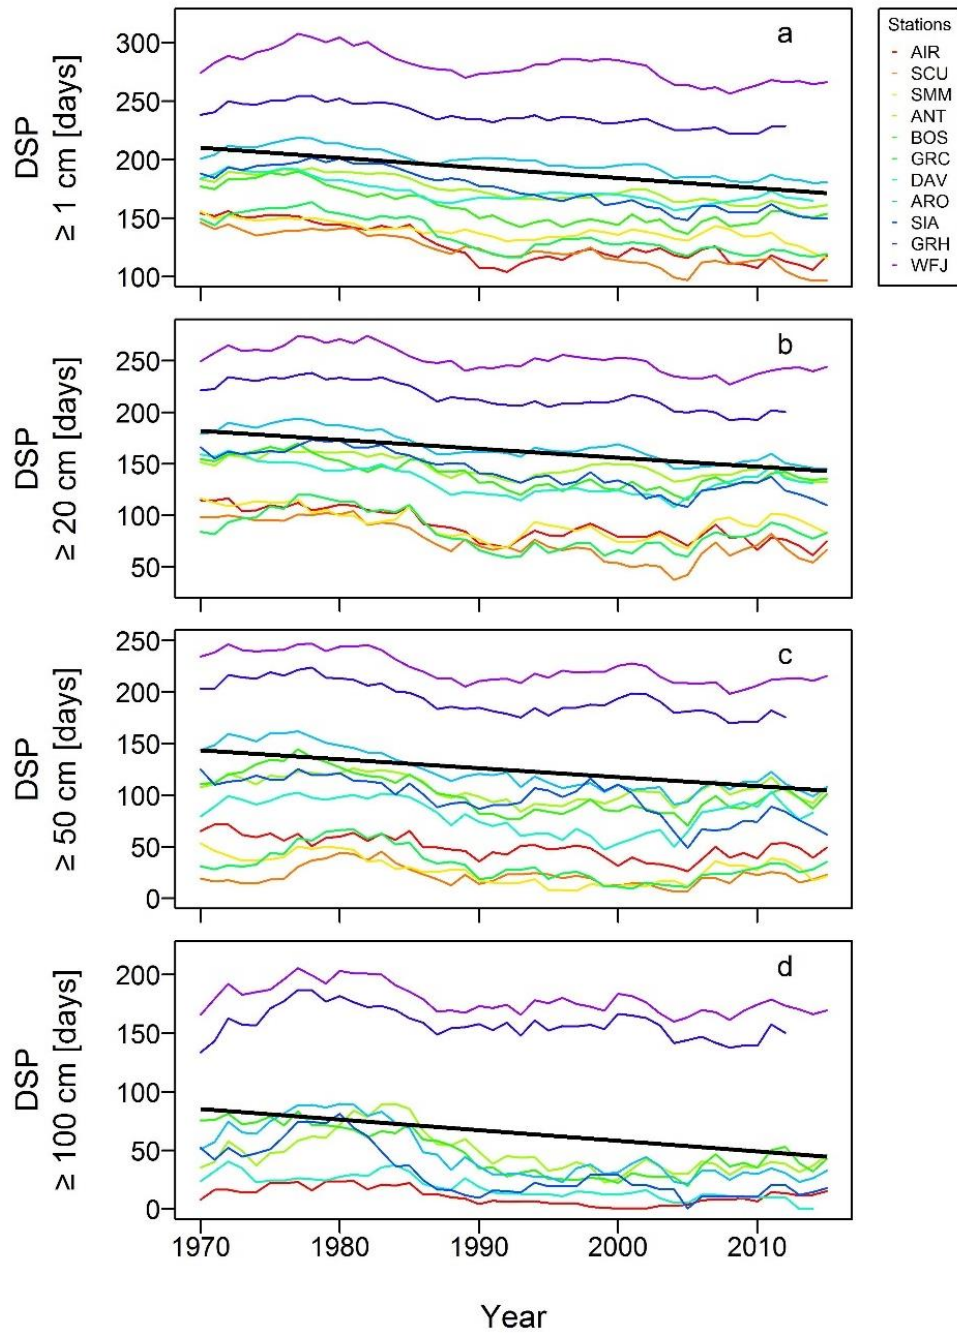 a
DSP
≥ 1 cm [days]
300
250
200
150
100
Stations
AIR
SCU
SMM
ANT
BOS
GRC
DAV
ARO
SIA
GRH
WFJ
b
DSP
≥ 20 cm [days]
250
200
150
100
50
c
DSP
≥ 50 cm [days]
250
200
150
100
50
0
d
DSP
≥ 100 cm [days]
200
150
100
50
0
1970 1980 1990 2000 2010
Year